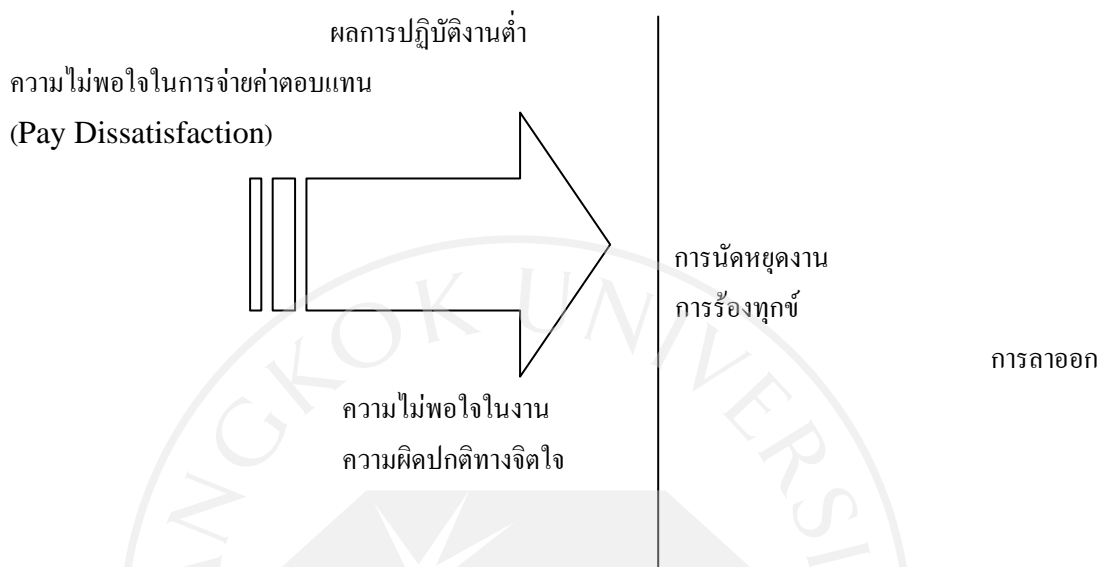 ผลการปฏิบัติงานต่ำ
ความไม่พอใจในการจ่ายค่าตอบแทน
(Pay Dissatisfaction)
การนัดหยุดงาน
การร้องทุกข์
การลาออก
ความไม่พอใจในงาน
ความผิดปกติทางจิตใจ
ANGKOK UNIVERSI